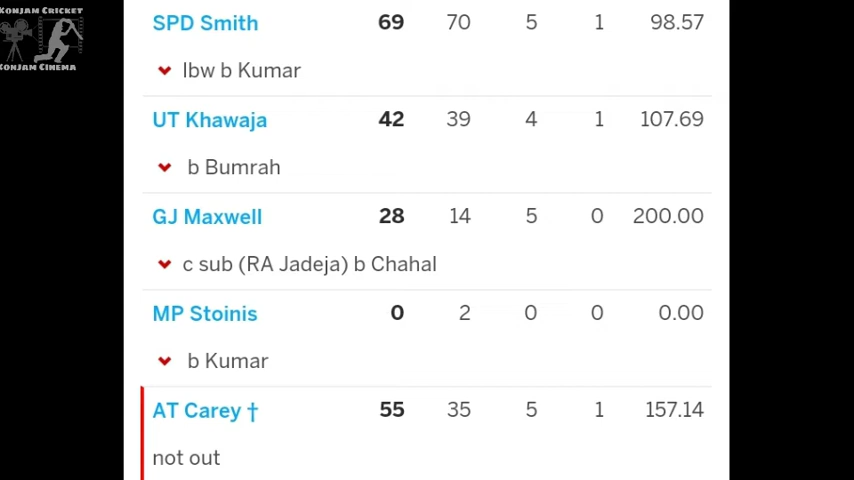 KONJAM CRICKET
KONJAM CINEMA
SPD Smith 69 70 5 1 98.57
lbw b Kumar
UT Khawaja 42 39 4 1 107.69
b Bumrah
GJ Maxwell 28 14 5 0 200.00
c sub (RA Jadeja) b Chahal
MP Stoinis 0 2 0 0 0.00
b Kumar
AT Carey † 55 35 5 1 157.14
not out